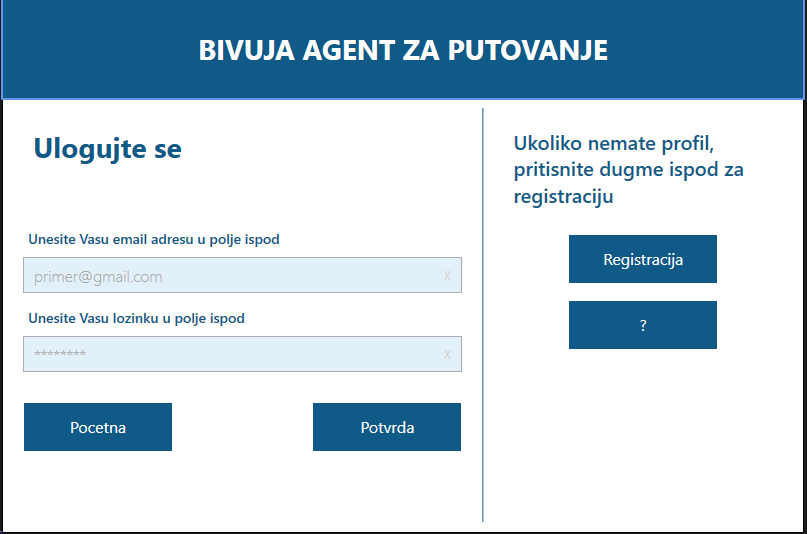 BIVUJA AGENT ZA PUTOVANJE
Ulogujte se
Unesite Vasu email adresu u polje ispod
primer@gmail.com X
Unesite Vasu lozinku u polje ispod
******** X
Pocetna
Potvrda
Ukoliko nemate profil,
pritisnite dugme ispod za
registraciju
Registracija
?